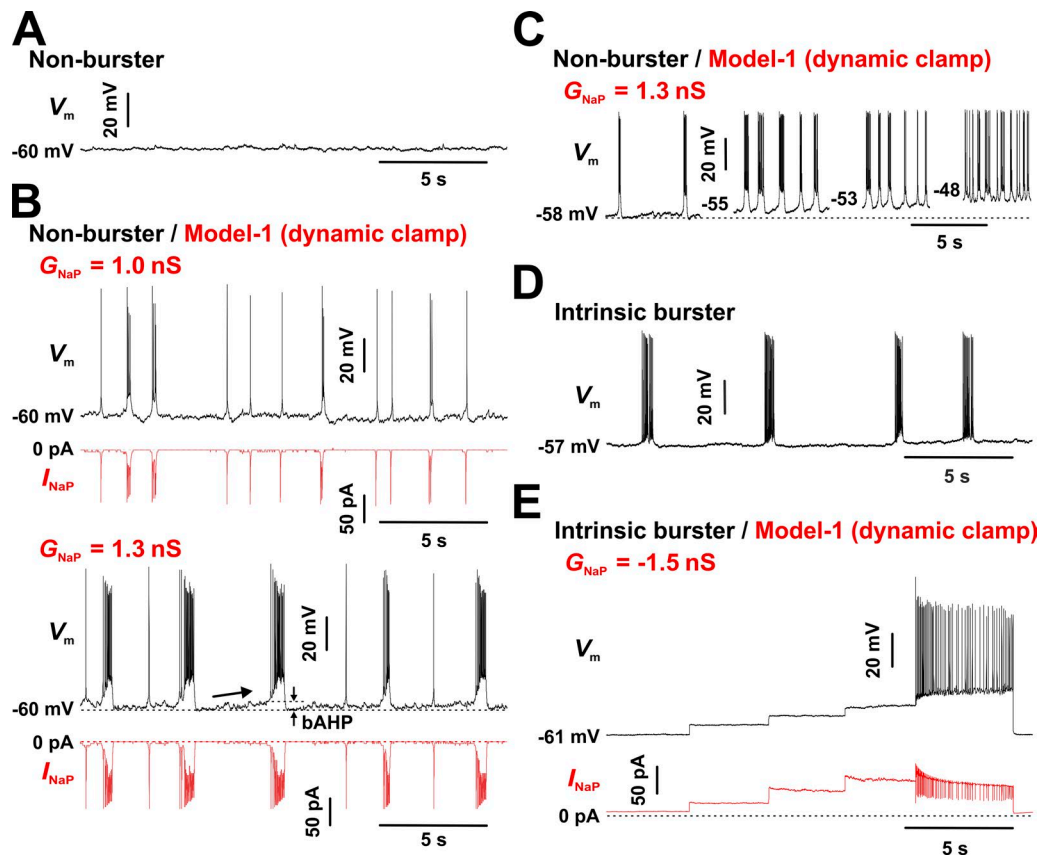 A
Non-burster
Vm
20 mV
-60 mV
5 s
B
Non-burster / Model-1 (dynamic clamp)
GNaP = 1.0 nS
Vm
20 mV
-60 mV
0 pA
INaP
50 pA
5 s
GNaP = 1.3 nS
Vm
20 mV
-60 mV
bAHP
0 pA
INaP
50 pA
5 s
C
Non-burster / Model-1 (dynamic clamp)
GNaP = 1.3 nS
Vm
20 mV
-58 mV
-55
-53
-48
5 s
D
Intrinsic burster
Vm
20 mV
-57 mV
5 s
E
Intrinsic burster / Model-1 (dynamic clamp)
GNaP = -1.5 nS
Vm
20 mV
-61 mV
INaP
50 pA
0 pA
5 s